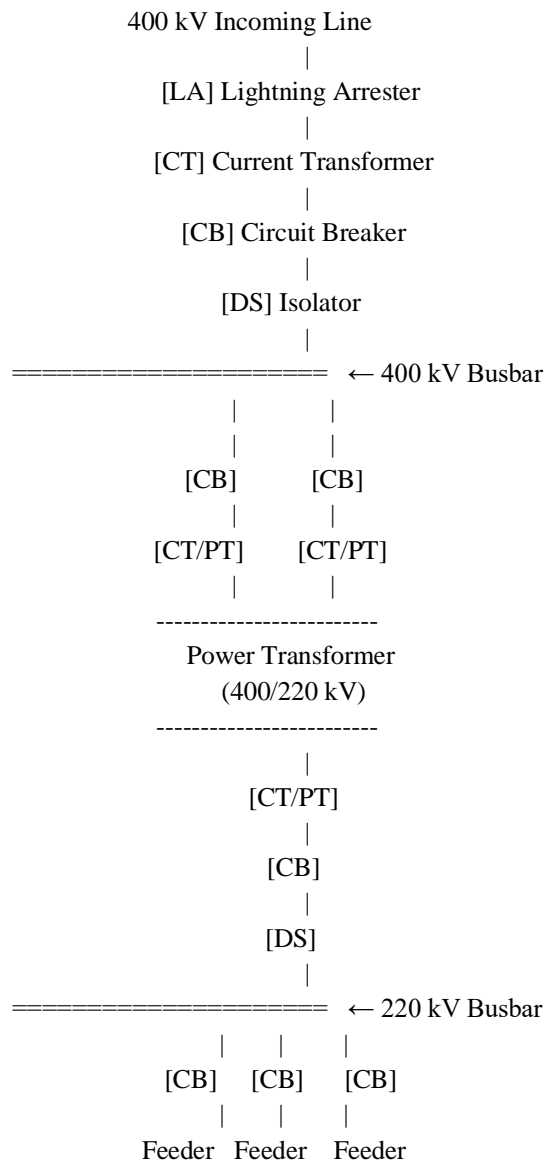 400 kV Incoming Line
|
[LA] Lightning Arrester
|
[CT] Current Transformer
|
[CB] Circuit Breaker
|
[DS] Isolator
|
===================== ← 400 kV Busbar
| |
| |
[CB] [CB]
| |
[CT/PT] [CT/PT]
| |
-------------------------
Power Transformer
(400/220 kV)
-------------------------
|
[CT/PT]
|
[CB]
|
[DS]
|
===================== ← 220 kV Busbar
| | |
[CB] [CB] [CB]
| | |
Feeder Feeder Feeder